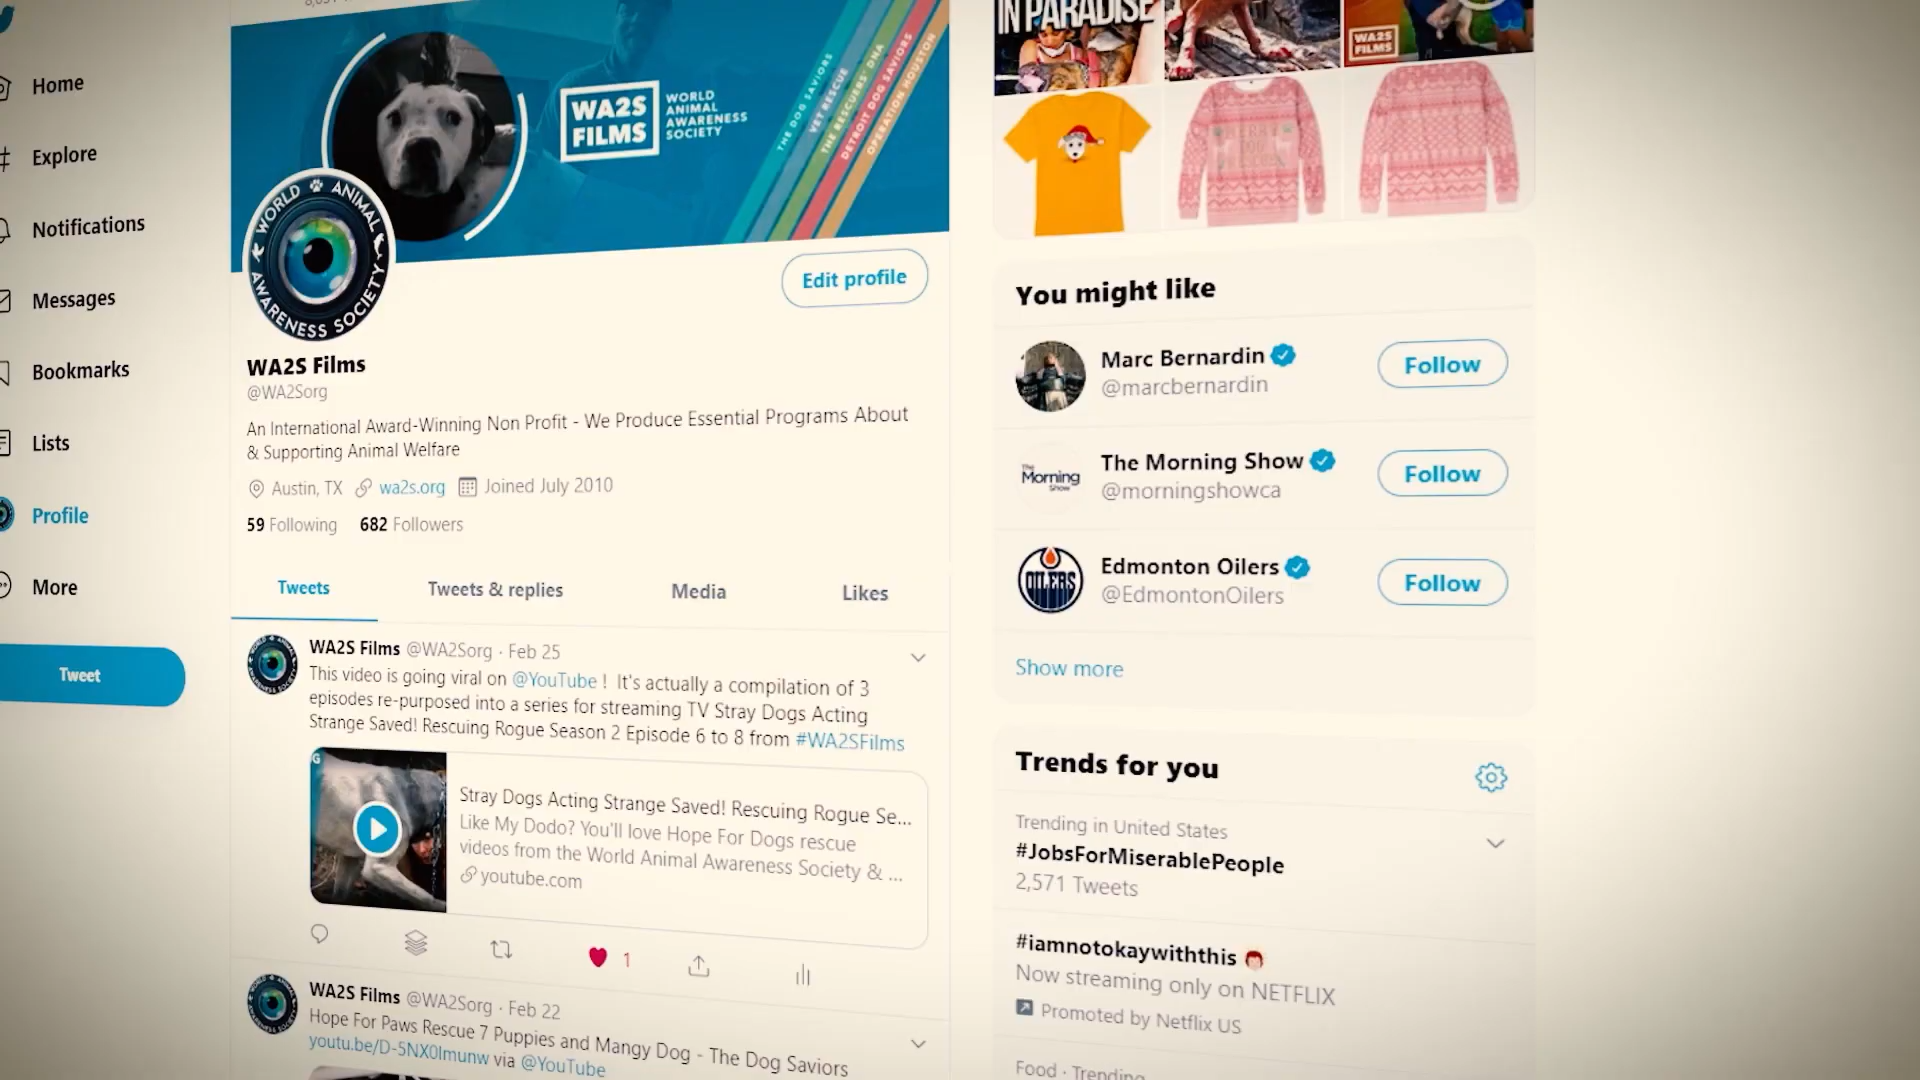 Home
Explore
Notifications
Messages
Bookmarks
Lists
Profile
More
Tweet
WA2S
FILMS
WORLD
ANIMAL
AWARENESS
SOCIETY
THE DOG SAVIORS
VET RESCUE
THE RESCUERS' DNA
DETROIT DOG SAVIORS
OPERATION HOUSTON
WORLD ANIMAL
AWARENESS SOCIETY
Edit profile
WA2S Films
@WA2Sorg
An International Award-Winning Non Profit - We Produce Essential Programs About
& Supporting Animal Welfare
Austin, TX wa2s.org Joined July 2010
59 Following 682 Followers
Tweets Tweets & replies Media Likes
WA2S Films @WA2Sorg · Feb 25
This video is going viral on @YouTube ! It's actually a compilation of 3
episodes re-purposed into a series for streaming TV Stray Dogs Acting
Strange Saved! Rescuing Rogue Season 2 Episode 6 to 8 from #WA2SFilms
G
Stray Dogs Acting Strange Saved! Rescuing Rogue Se...
Like My Dodo? You'll love Hope For Dogs rescue
videos from the World Animal Awareness Society & ...
youtube.com
1
WA2S Films @WA2Sorg · Feb 22
Hope For Paws Rescue 7 Puppies and Mangy Dog - The Dog Saviors
youtu.be/D-5NX0lmunw via @YouTube
IN PARADISE
WA2S
FILMS
You might like
Marc Bernardin
@marcbernardin
Follow
The
Morning
Show
The Morning Show
@morningshowca
Follow
OILERS
Edmonton Oilers
@EdmontonOilers
Follow
Show more
Trends for you
Trending in United States
#JobsForMiserablePeople
2,571 Tweets
#iamnotokaywiththis
Now streaming only on NETFLIX
Promoted by Netflix US
Food · Trending